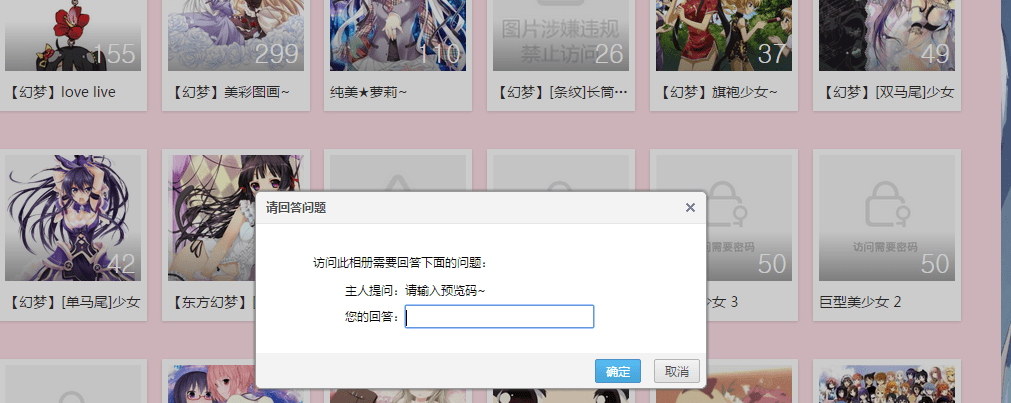 155
299
110
图片涉嫌违规
禁止访问
26
37
49
【幻梦】love live
【幻梦】美彩图画~
纯美★萝莉~
【幻梦】[条纹]长筒…
【幻梦】旗袍少女~
【幻梦】[双马尾]少女
42
访问需要密码
50
访问需要密码
50
【幻梦】[单马尾]少女
【东方幻梦】[
少女 3
巨型美少女 2
请回答问题
访问此相册需要回答下面的问题：
主人提问：请输入预览码~
您的回答：
确定
取消